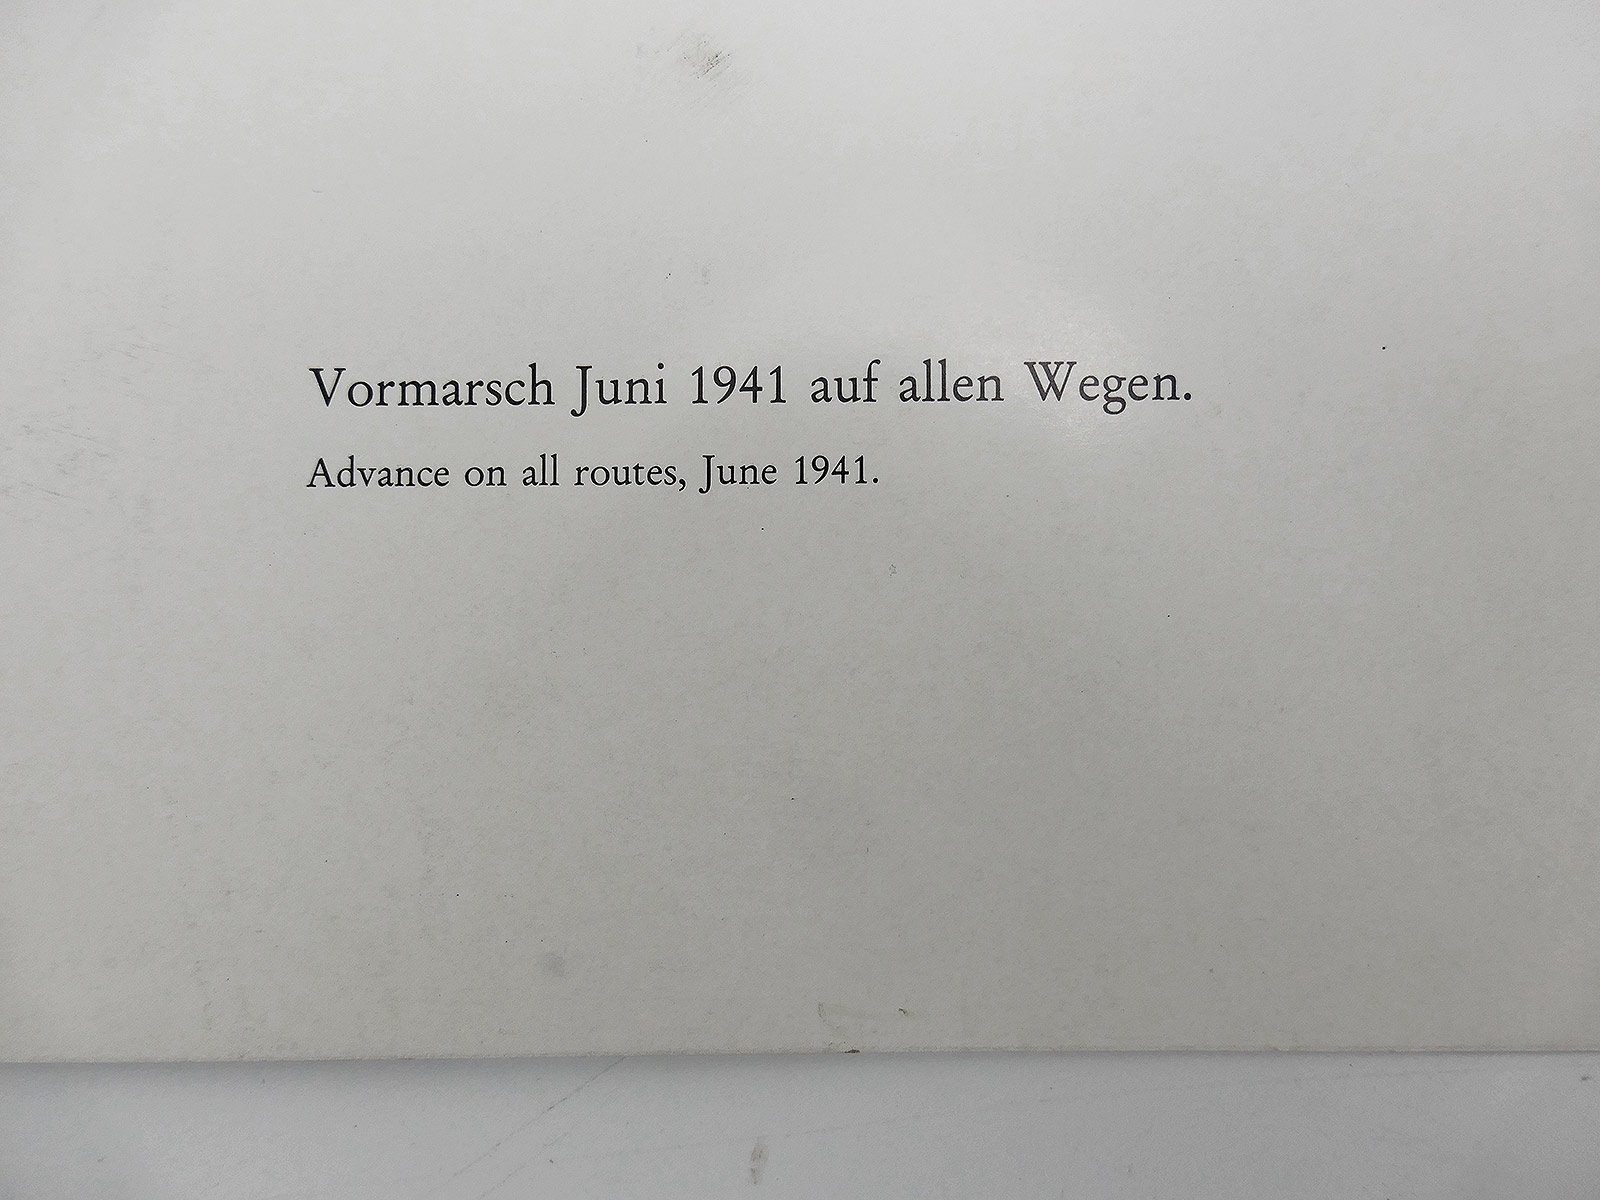 Vormarsch Juni 1941 auf allen Wegen.
Advance on all routes, June 1941.